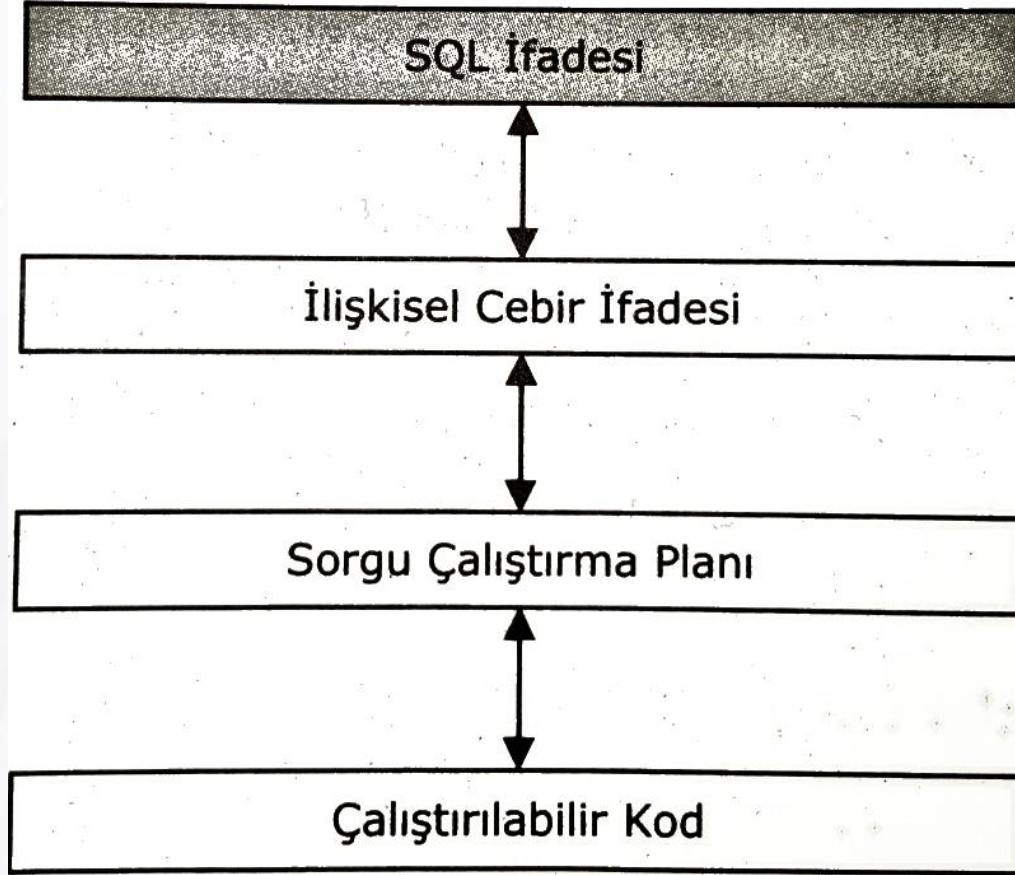 SQL İfadesi
İlişkisel Cebir İfadesi
Sorgu Çalıştırma Planı
Çalıştırılabilir Kod